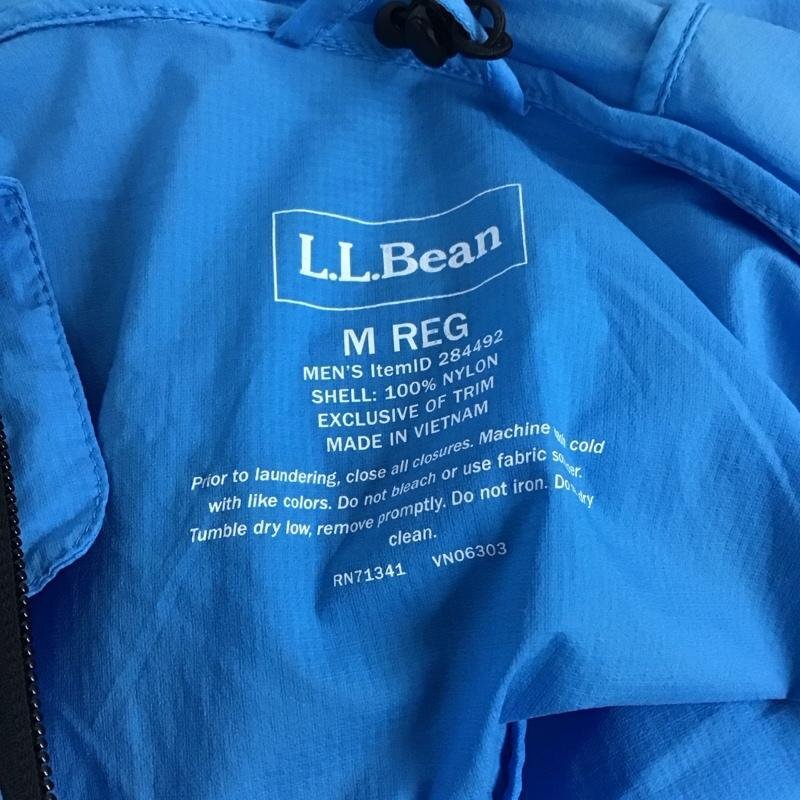 L.L.Bean
M REG
MEN'S ItemID 284492
SHELL: 100% NYLON
EXCLUSIVE OF TRIM
MADE IN VIETNAM
Prior to laundering, close all closures. Machine cold
with like colors. Do not bleach or use fabric
Tumble dry low, remove promptly. Do not iron. Do dry
clean.
RN71341 VN06303